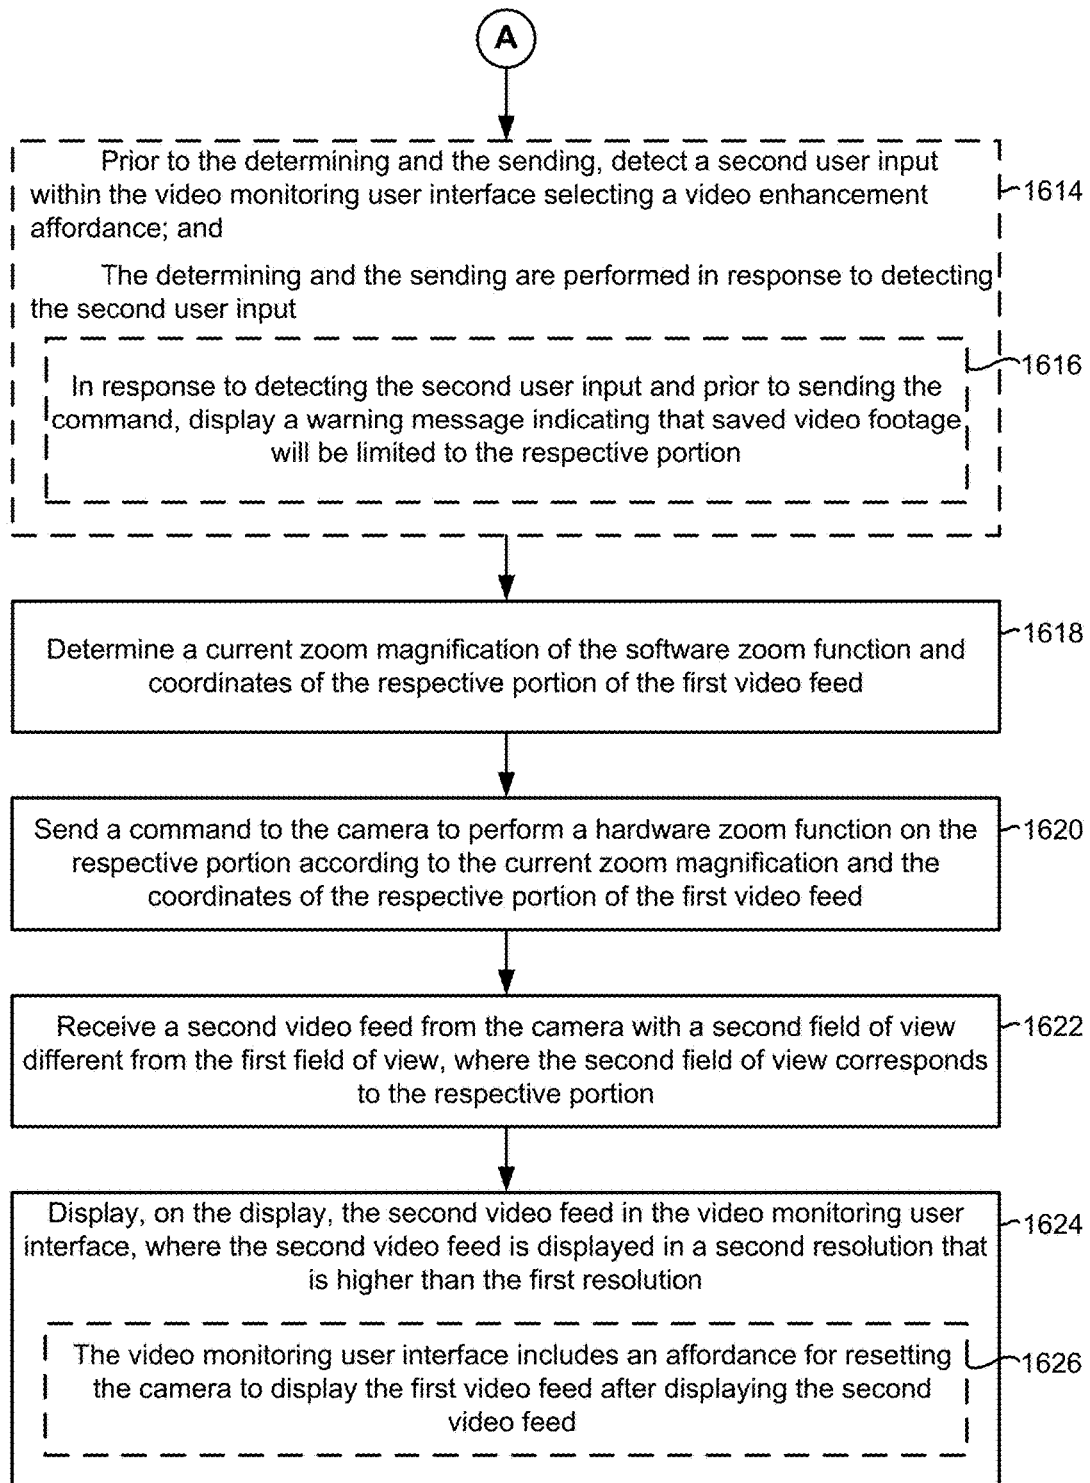 A
Prior to the determining and the sending, detect a second user input
within the video monitoring user interface selecting a video enhancement
affordance; and
1614
The determining and the sending are performed in response to detecting
the second user input
1616
In response to detecting the second user input and prior to sending the
command, display a warning message indicating that saved video footage
will be limited to the respective portion
1618
Determine a current zoom magnification of the software zoom function and
coordinates of the respective portion of the first video feed
1620
Send a command to the camera to perform a hardware zoom function on the
respective portion according to the current zoom magnification and the
coordinates of the respective portion of the first video feed
1622
Receive a second video feed from the camera with a second field of view
different from the first field of view, where the second field of view corresponds
to the respective portion
1624
Display, on the display, the second video feed in the video monitoring user
interface, where the second video feed is displayed in a second resolution that
is higher than the first resolution
1626
The video monitoring user interface includes an affordance for resetting
the camera to display the first video feed after displaying the second
video feed